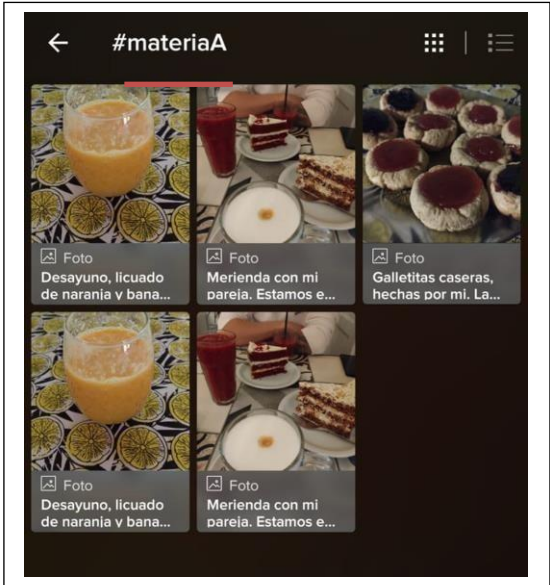 #materiaA
Foto
Desayuno, licuado
de naranja y bana...
Foto
Merienda con mi
pareja. Estamos e...
Foto
Galletitas caseras,
hechas por mi. La...
Foto
Desayuno, licuado
de naranja y bana...
Foto
Merienda con mi
pareja. Estamos e...